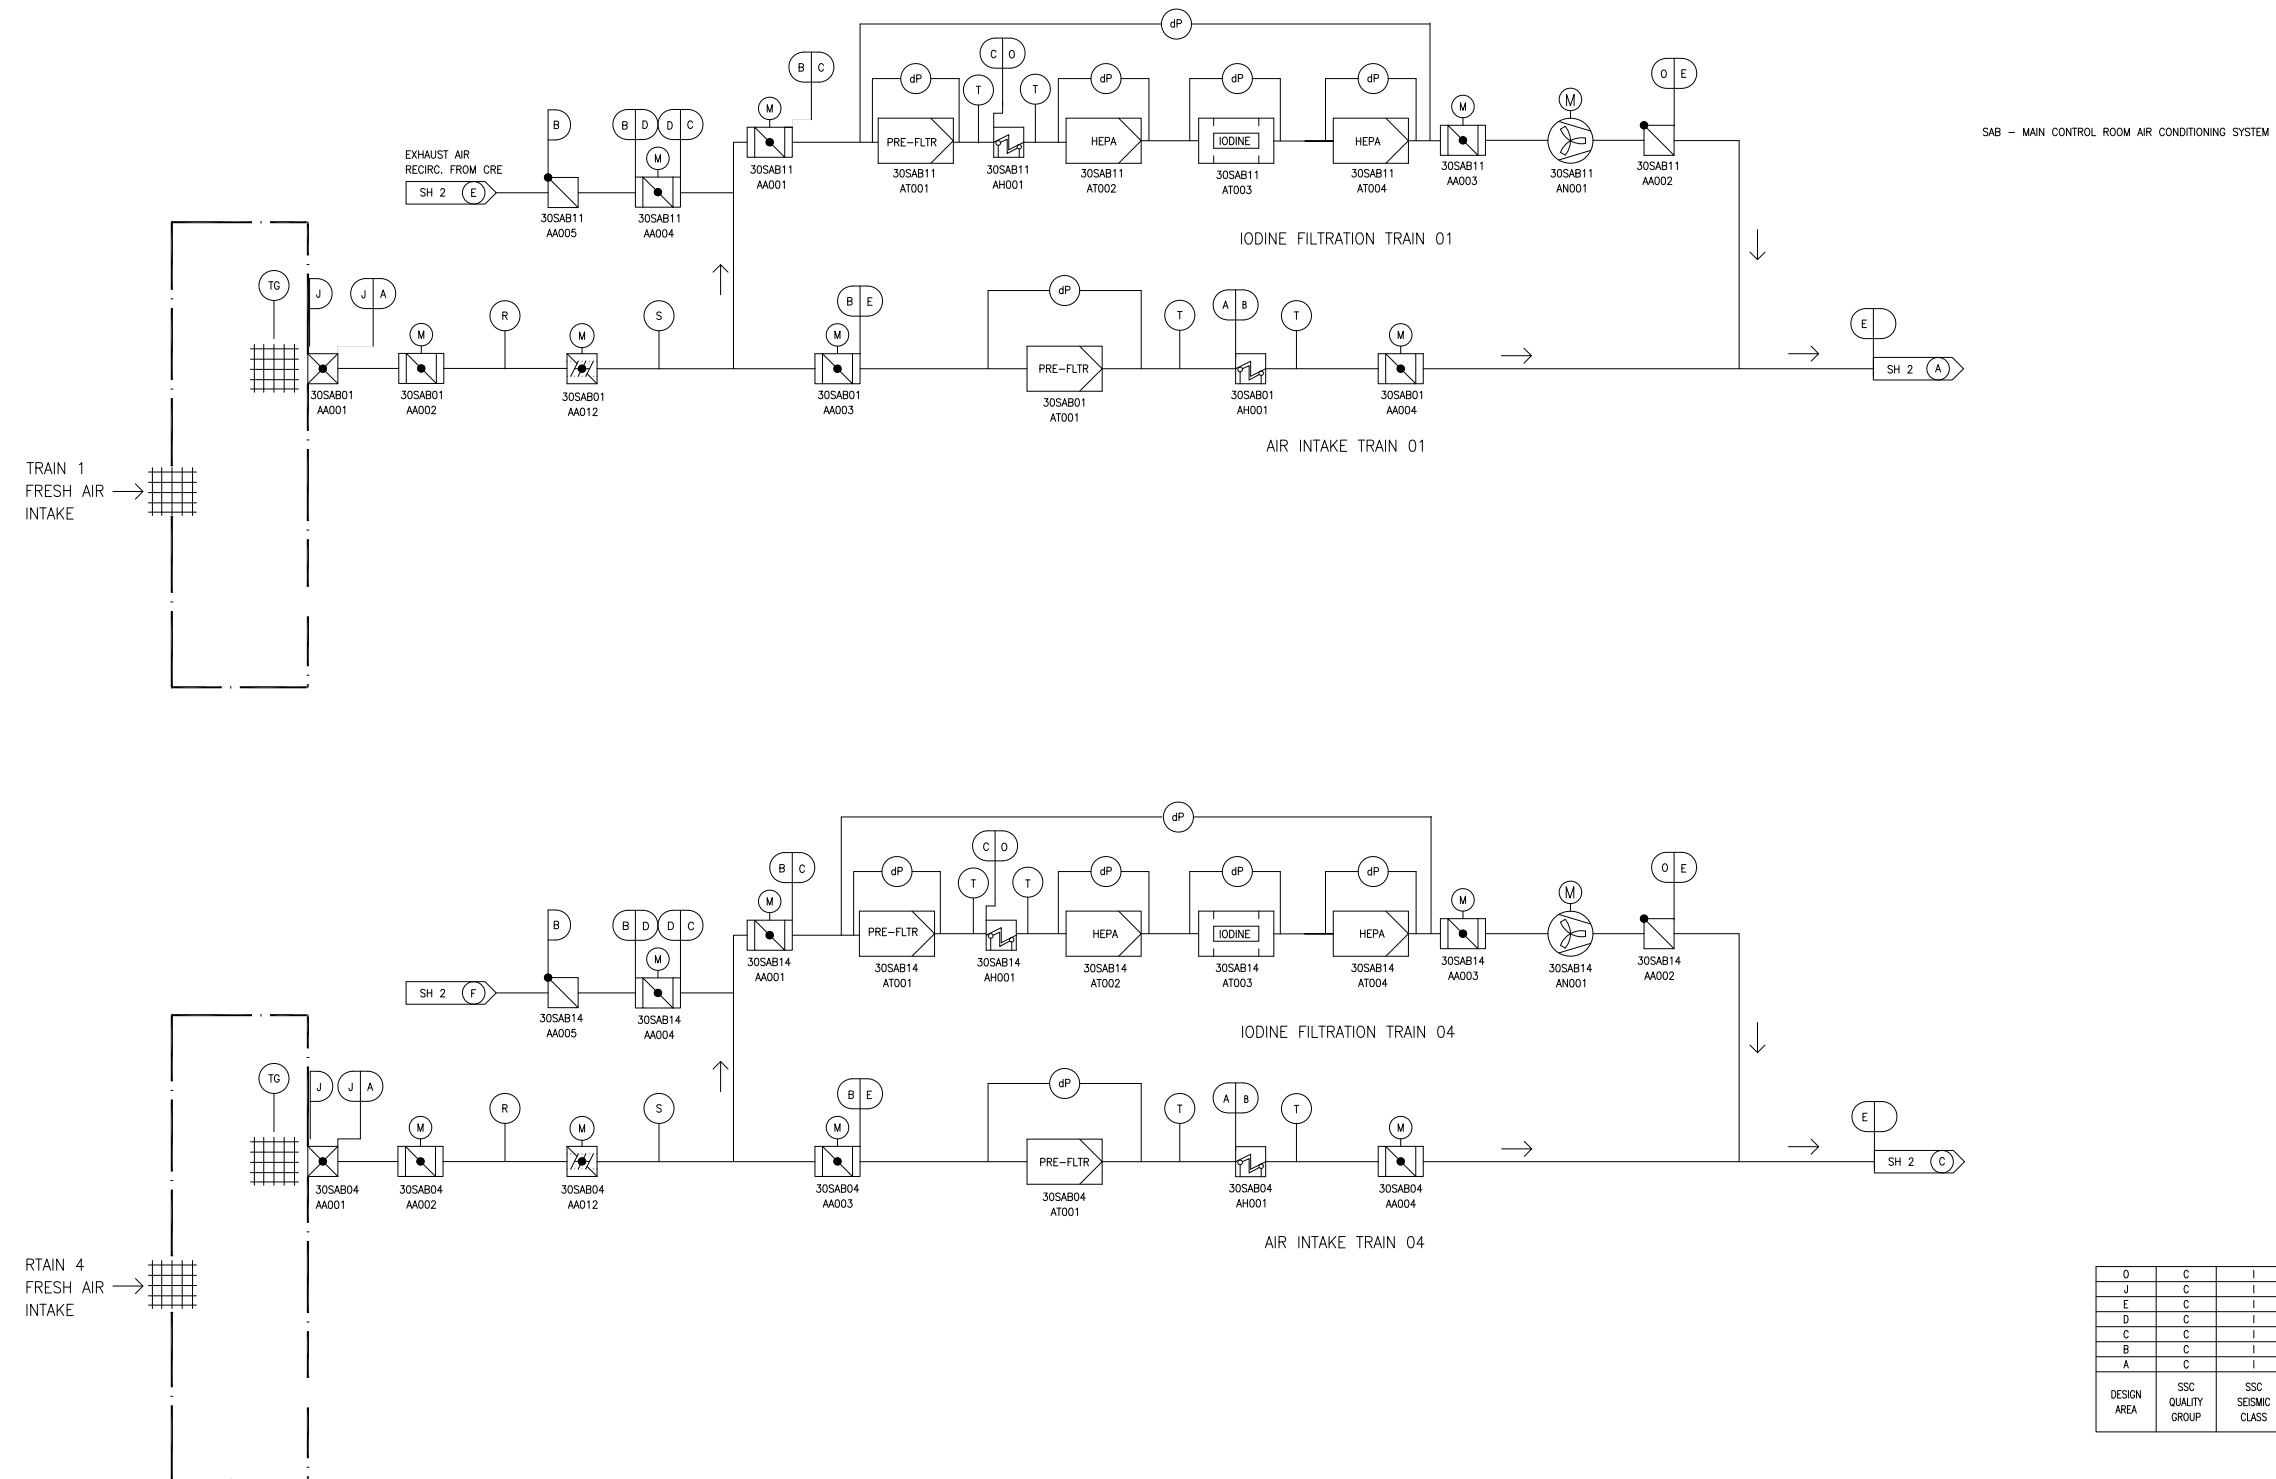 dP
C O
B C
dP
T
T
dP
dP
dP
O E
M
M
M
B
B D
D C
M
PRE-FLTR
HEPA
IODINE
HEPA
SAB - MAIN CONTROL ROOM AIR CONDITIONING SYSTEM
EXHAUST AIR
RECIRC. FROM CRE
SH 2 E
30SAB11
AA001
30SAB11
AT001
30SAB11
AH001
30SAB11
AT002
30SAB11
AT003
30SAB11
AT004
30SAB11
AA003
30SAB11
AN001
30SAB11
AA002
30SAB11
AA005
30SAB11
AA004
IODINE FILTRATION TRAIN 01
TG
J
J A
M
R
M
S
B E
M
dP
T
A B
T
M
E
PRE-FLTR
SH 2 A
30SAB01
AA001
30SAB01
AA002
30SAB01
AA012
30SAB01
AA003
30SAB01
AT001
30SAB01
AH001
30SAB01
AA004
AIR INTAKE TRAIN 01
TRAIN 1
FRESH AIR
INTAKE
dP
C O
B C
dP
T
T
dP
dP
dP
O E
M
M
M
B
B D
D C
M
PRE-FLTR
HEPA
IODINE
HEPA
SH 2 F
30SAB14
AA001
30SAB14
AT001
30SAB14
AH001
30SAB14
AT002
30SAB14
AT003
30SAB14
AT004
30SAB14
AA003
30SAB14
AN001
30SAB14
AA002
30SAB14
AA005
30SAB14
AA004
IODINE FILTRATION TRAIN 04
TG
J
J A
M
R
M
S
B E
M
dP
T
A B
T
M
E
PRE-FLTR
SH 2 C
30SAB04
AA001
30SAB04
AA002
30SAB04
AA012
30SAB04
AA003
30SAB04
AT001
30SAB04
AH001
30SAB04
AA004
AIR INTAKE TRAIN 04
RTAIN 4
FRESH AIR
INTAKE
O C I
J C I
E C I
D C I
C C I
B C I
A C I
DESIGN
AREA
SSC
QUALITY
GROUP
SSC
SEISMIC
CLASS